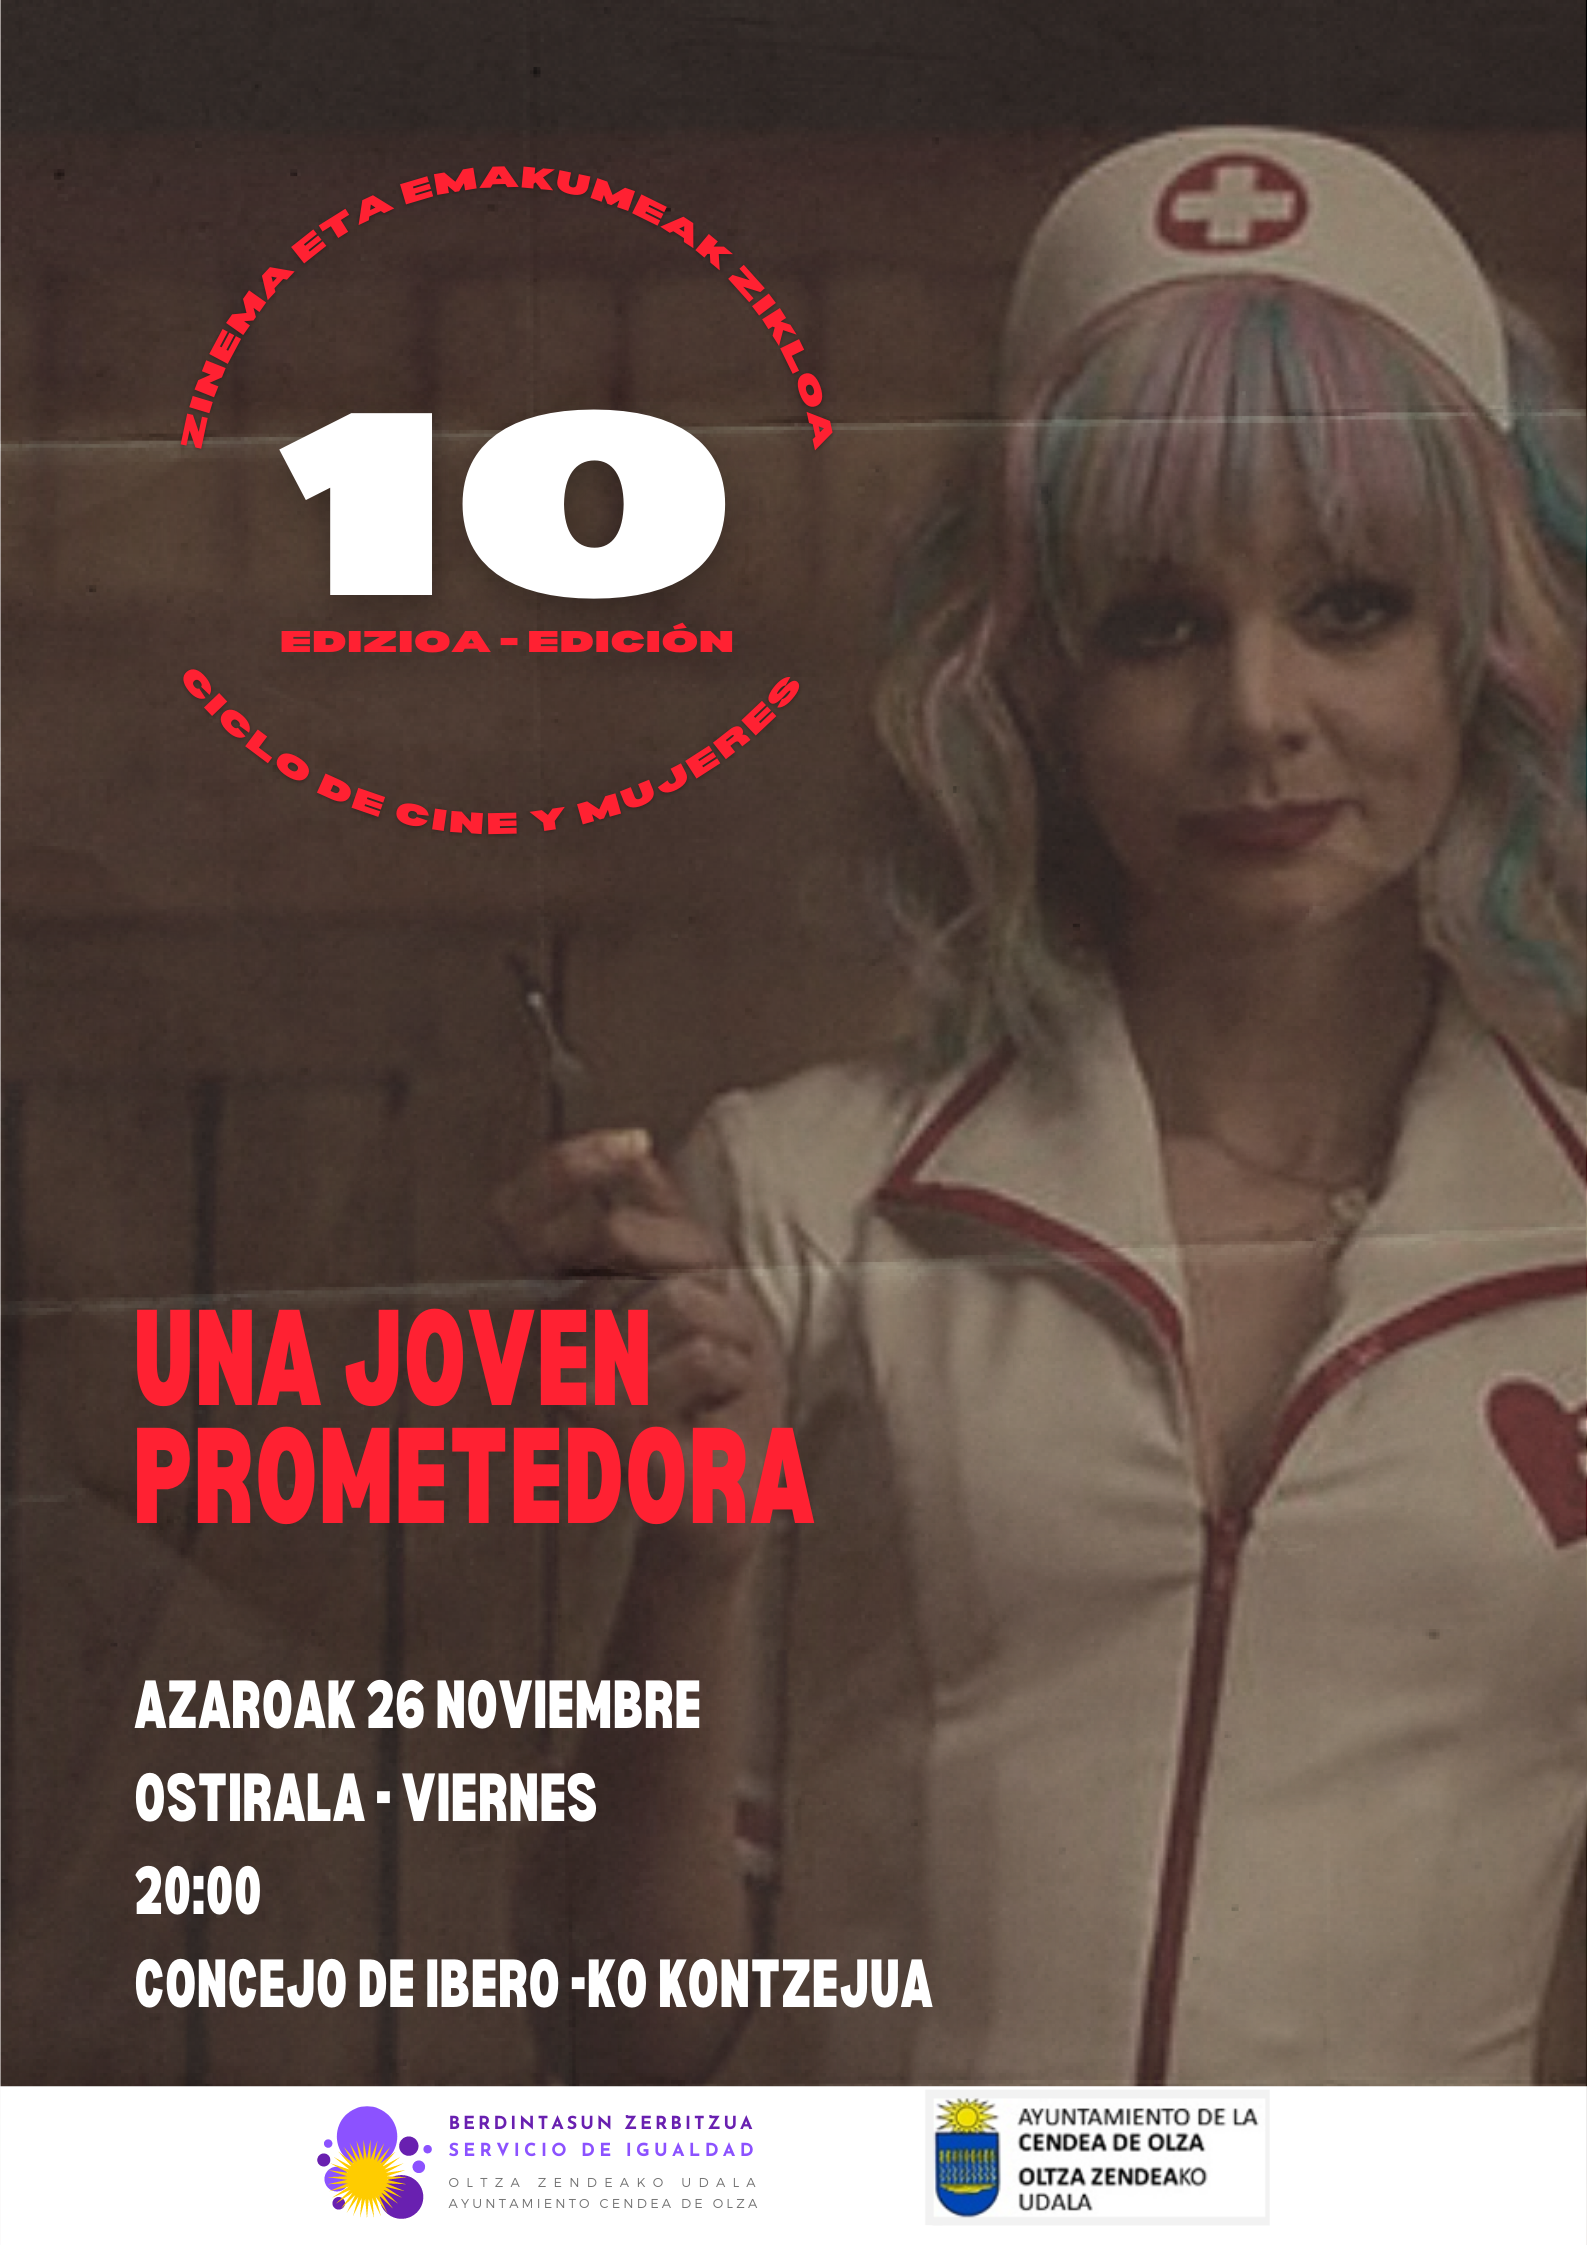 ZINEMA ETA EMAKUMEAK ZIKLOA
10
EDIZIOA - EDICIÓN
CICLO DE CINE Y MUJERES
UNA JOVEN
PROMETEDORA
AZAROAK 26 NOVIEMBRE
OSTIRALA - VIERNES
20:00
CONCEJO DE IBERO -KO KONTZEJUA
BERDINTASUN ZERBITZUA
SERVICIO DE IGUALDAD
OLTZA ZENDEAKO UDALA
AYUNTAMIENTO CENDEA DE OLZA
AYUNTAMIENTO DE LA
CENDEA DE OLZA
OLTZA ZENDEAKO
UDALA